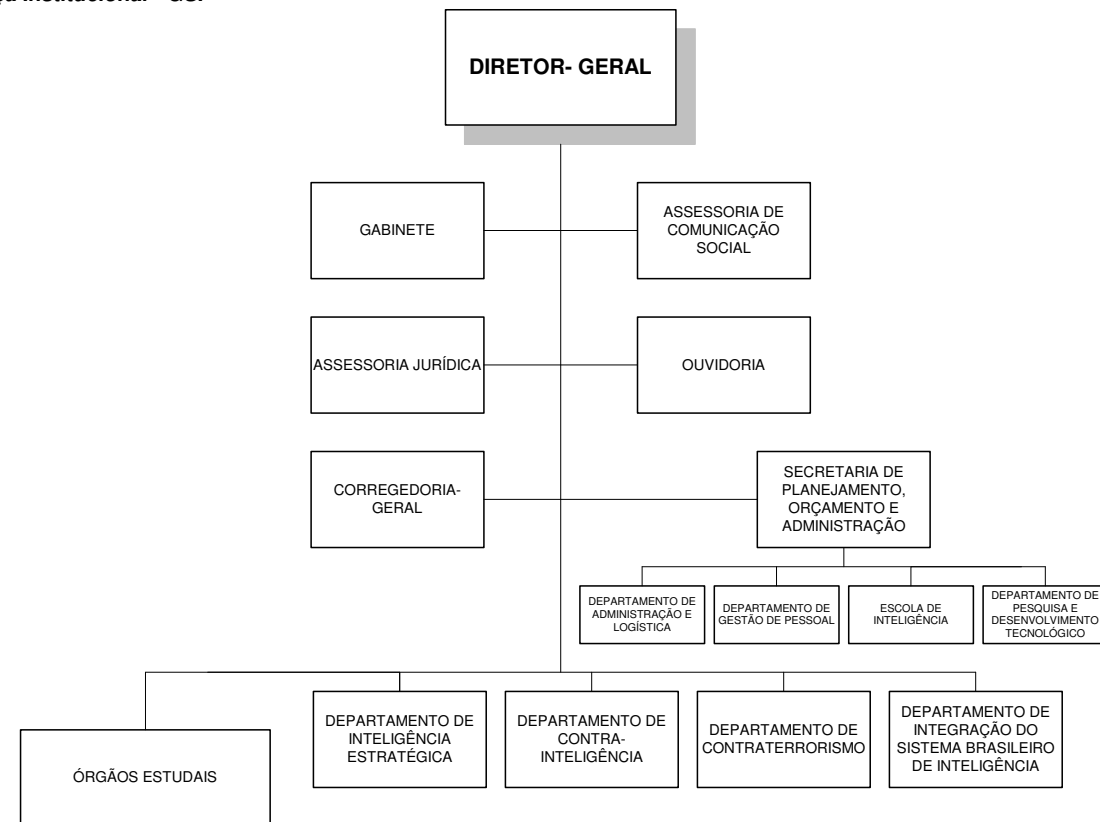 Institucional - GSI
DIRETOR- GERAL
GABINETE
ASSESSORIA DE
COMUNICAÇÃO
SOCIAL
ASSESSORIA JURÍDICA
OUVIDORIA
CORREGEDORIA-
GERAL
SECRETARIA DE
PLANEJAMENTO,
ORÇAMENTO E
ADMINISTRAÇÃO
DEPARTAMENTO DE
ADMINISTRAÇÃO E
LOGÍSTICA
DEPARTAMENTO DE
GESTÃO DE PESSOAL
ESCOLA DE
INTELIGÊNCIA
DEPARTAMENTO DE
PESQUISA E
DESENVOLVIMENTO
TECNOLÓGICO
ÓRGÃOS ESTUDAIS
DEPARTAMENTO DE
INTELIGÊNCIA
ESTRATÉGICA
DEPARTAMENTO DE
CONTRA-
INTELIGÊNCIA
DEPARTAMENTO DE
CONTRATERRORISMO
DEPARTAMENTO DE
INTEGRAÇÃO DO
SISTEMA BRASILEIRO
DE INTELIGÊNCIA